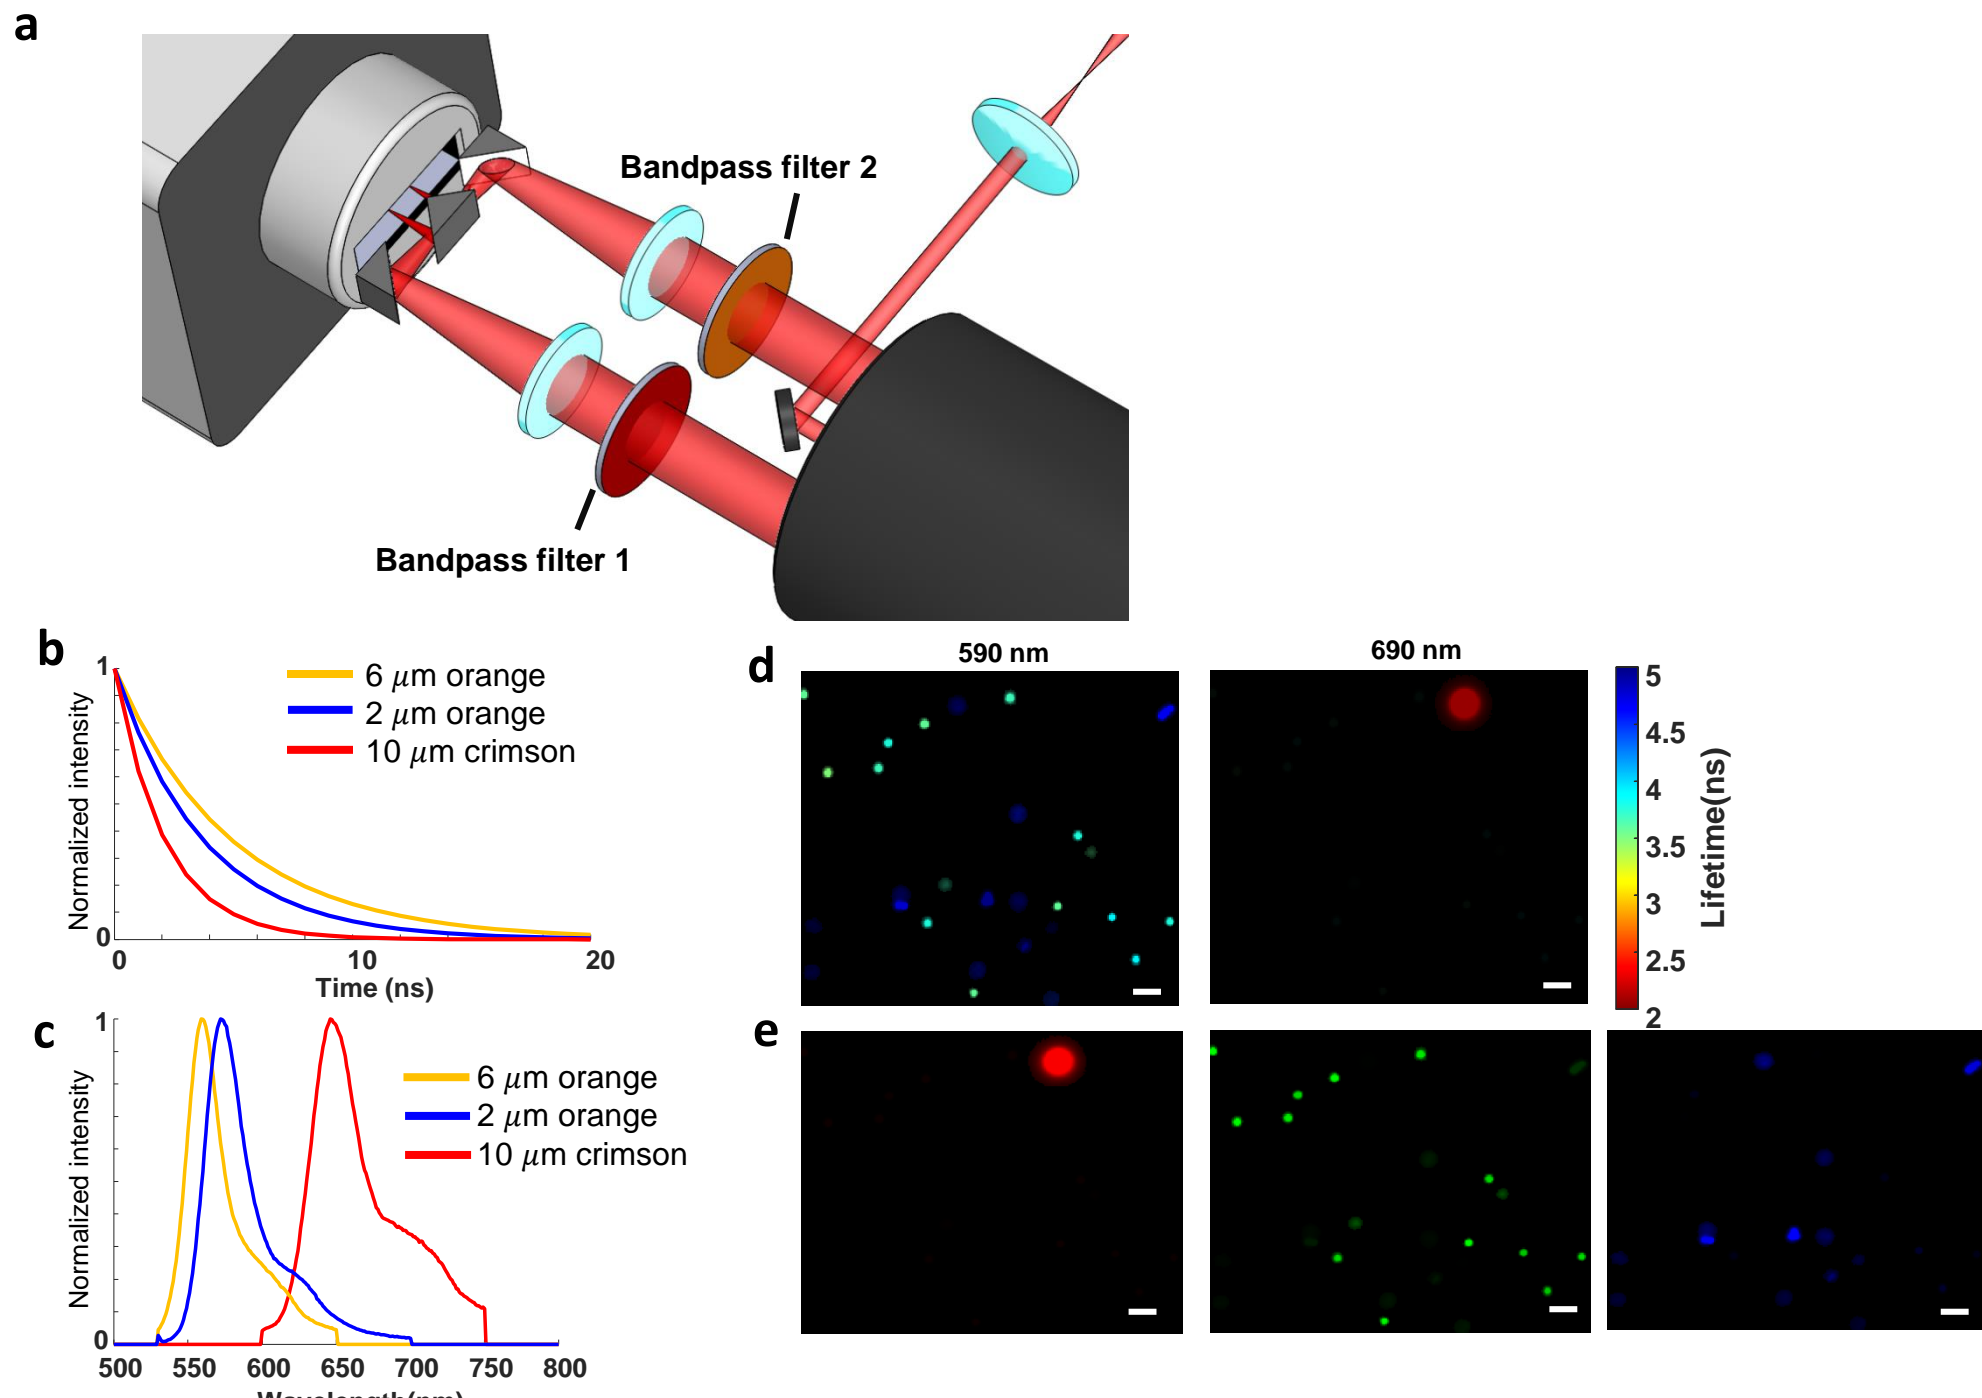 a
Bandpass filter 2
Bandpass filter 1
b
1
0
Normalized intensity
6 μm orange
2 μm orange
10 μm crimson
0 10 20
Time (ns)
c
1
0
Normalized intensity
6 μm orange
2 μm orange
10 μm crimson
500 550 600 650 700 750 800
Wavelength(nm)
d
590 nm
690 nm
5
4.5
4
3.5
3
2.5
2
Lifetime(ns)
e